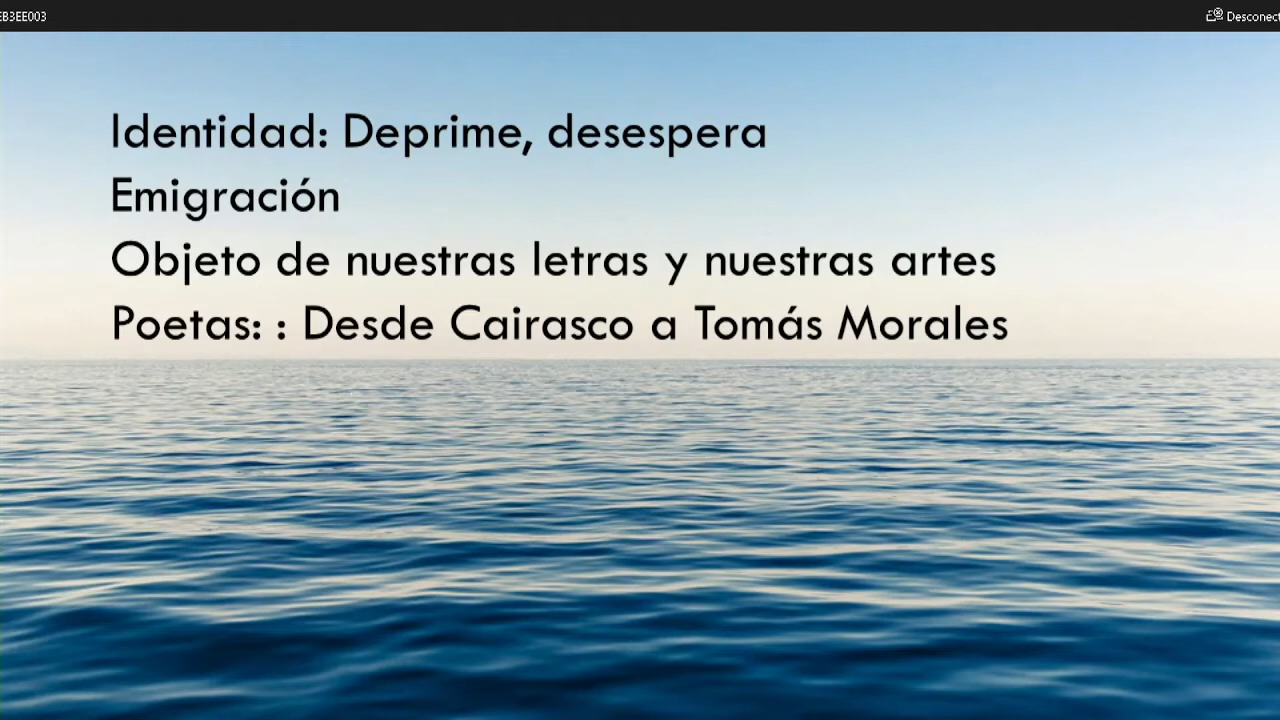 EB3EE003
Desconect
Identidad: Deprime, desespera
Emigración
Objeto de nuestras letras y nuestras artes
Poetas: : Desde Cairasco a Tomás Morales